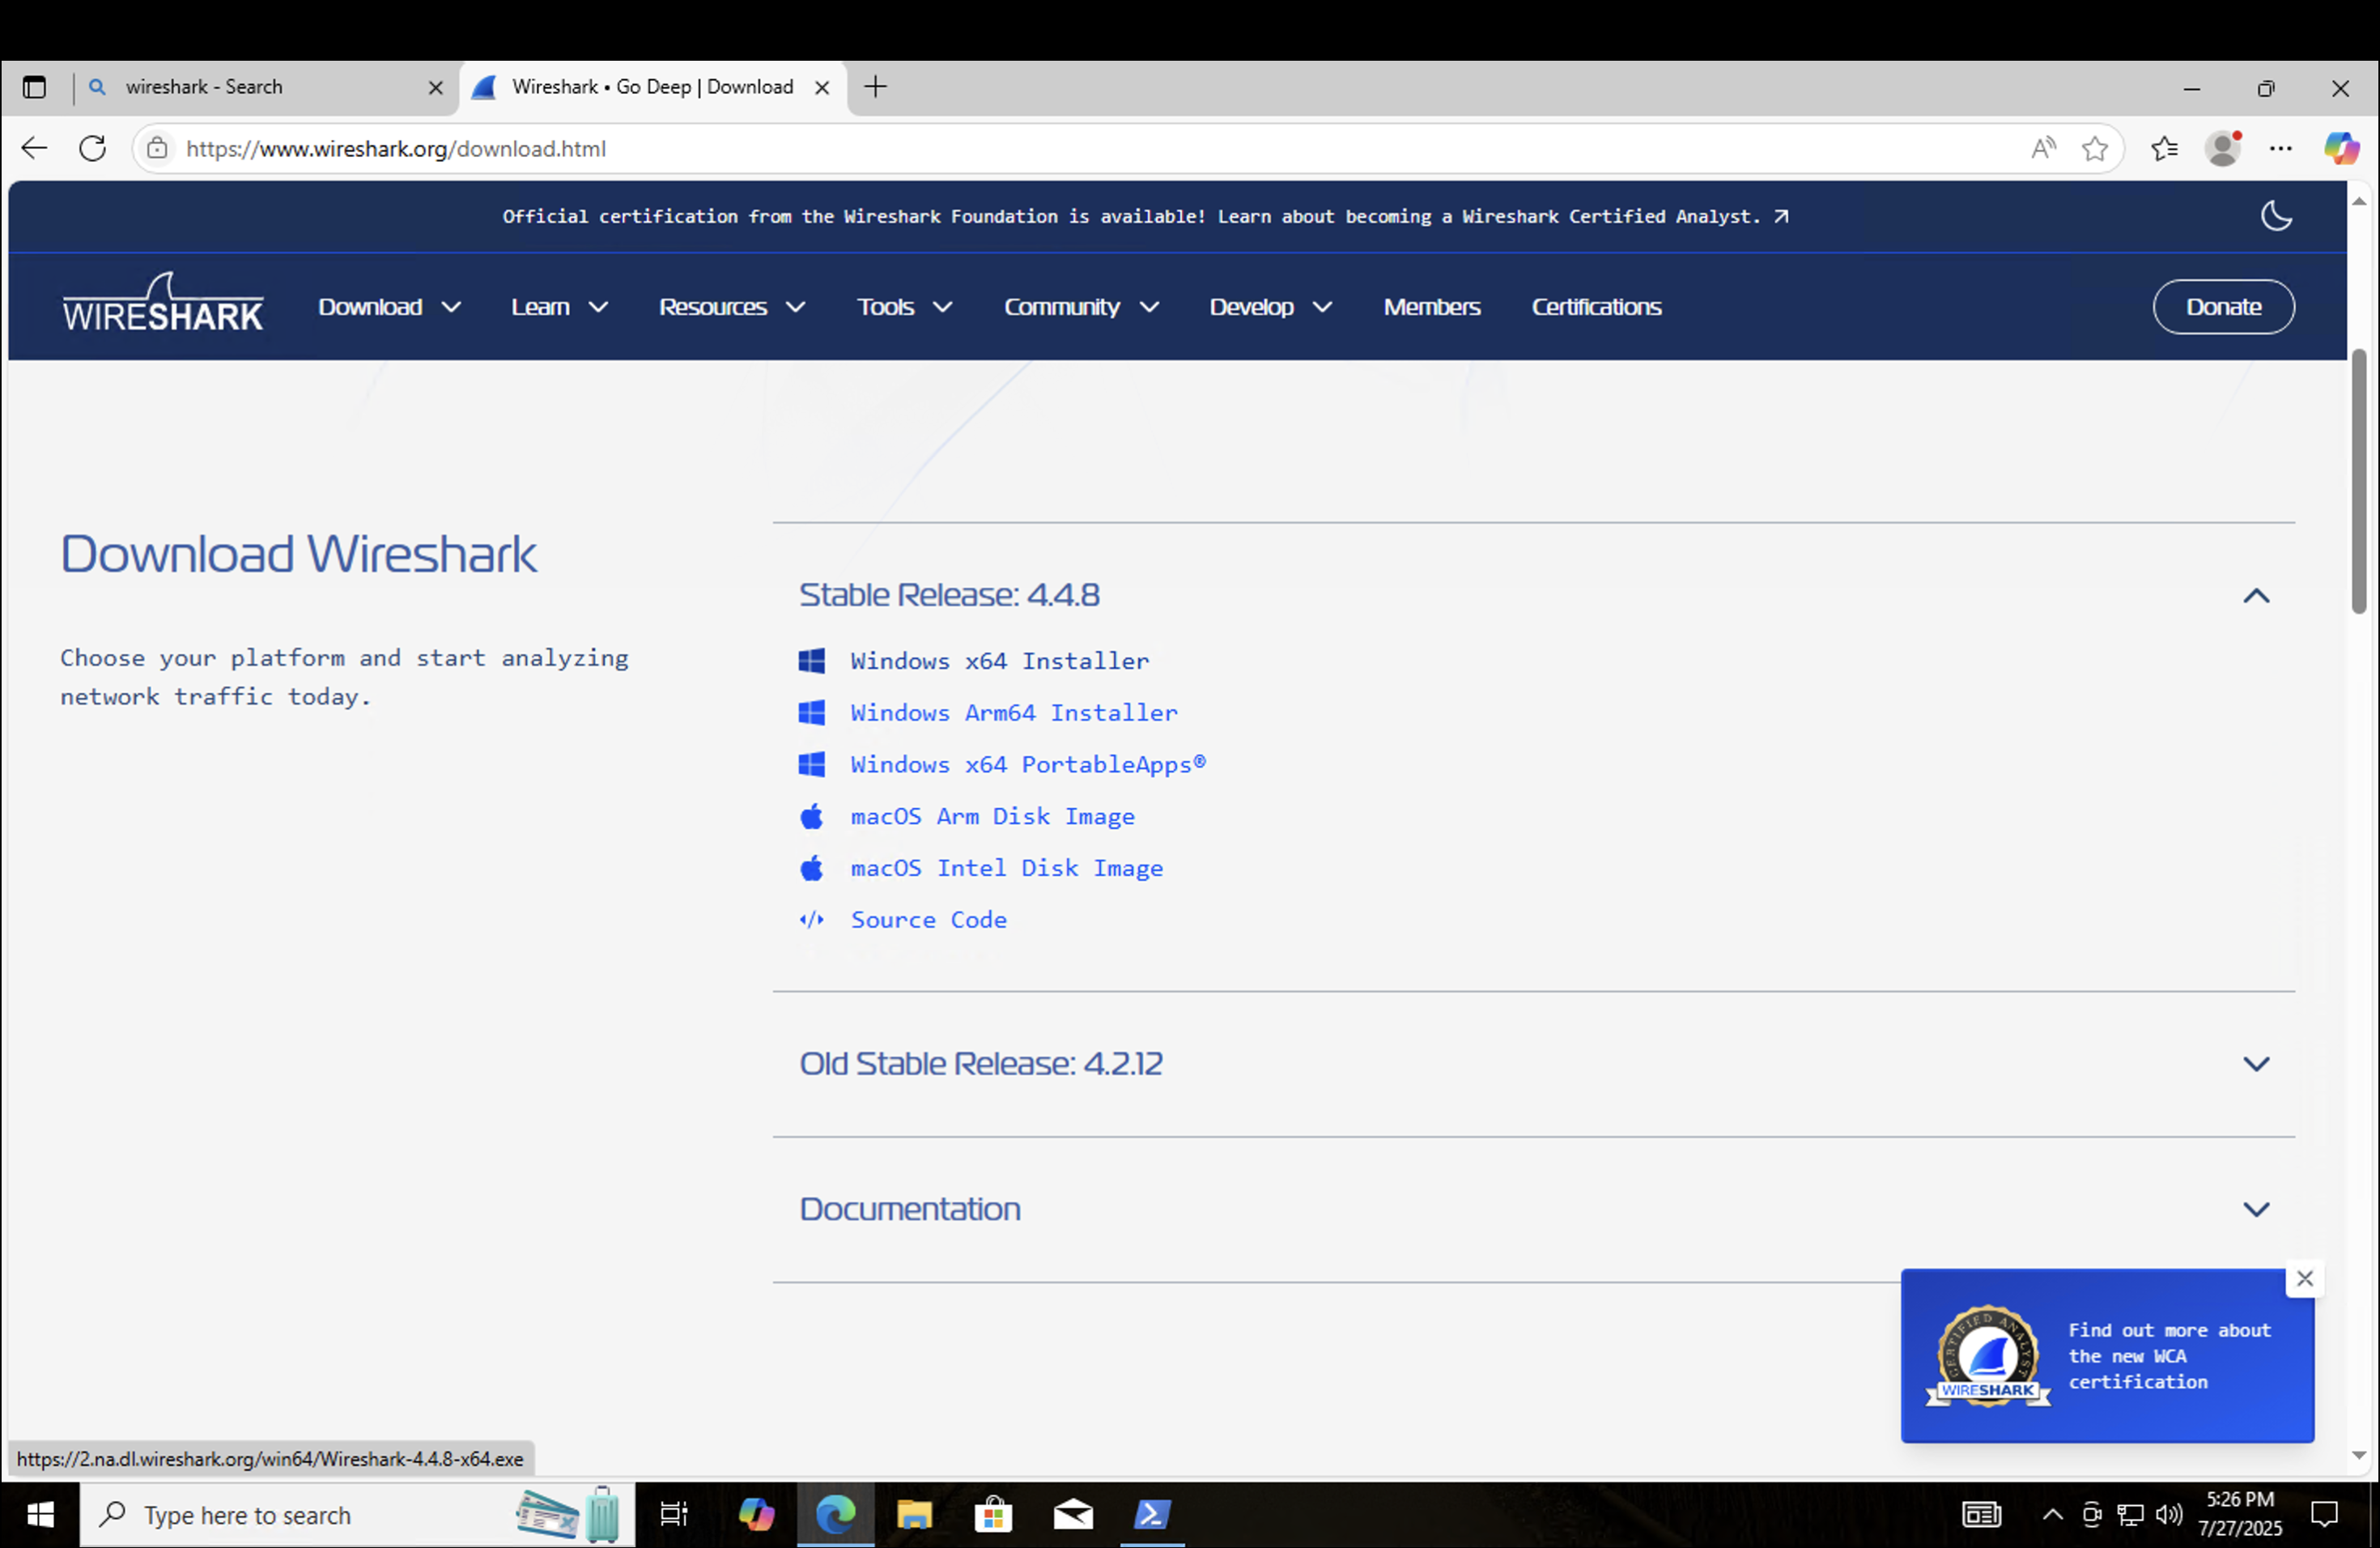 wireshark - Search
Wireshark • Go Deep | Download
https://www.wireshark.org/download.html
Official certification from the Wireshark Foundation is available! Learn about becoming a Wireshark Certified Analyst.
WIRESHARK
Download
Learn
Resources
Tools
Community
Develop
Members
Certifications
Donate
Download Wireshark
Choose your platform and start analyzing
network traffic today.
Stable Release: 4.4.8
Windows x64 Installer
Windows Arm64 Installer
Windows x64 PortableApps®
macOS Arm Disk Image
macOS Intel Disk Image
Source Code
Old Stable Release: 4.2.12
Documentation
CERTIFIED ANALYST
WIRESHARK
Find out more about
the new WCA
certification
https://2.na.dl.wireshark.org/win64/Wireshark-4.4.8-x64.exe
Type here to search
5:26 PM
7/27/2025